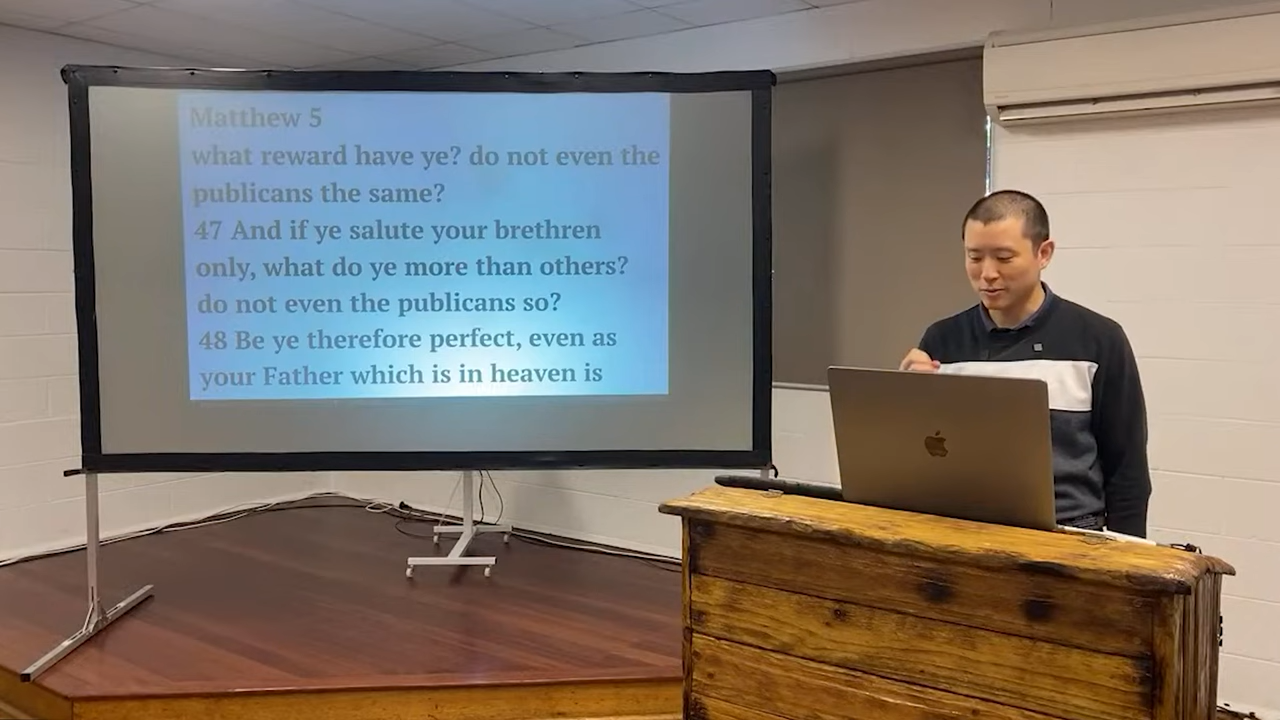 Matthew 5
what reward have ye? do not even the
publicans the same?
47 And if ye salute your brethren
only, what do ye more than others?
do not even the publicans so?
48 Be ye therefore perfect, even as
your Father which is in heaven is